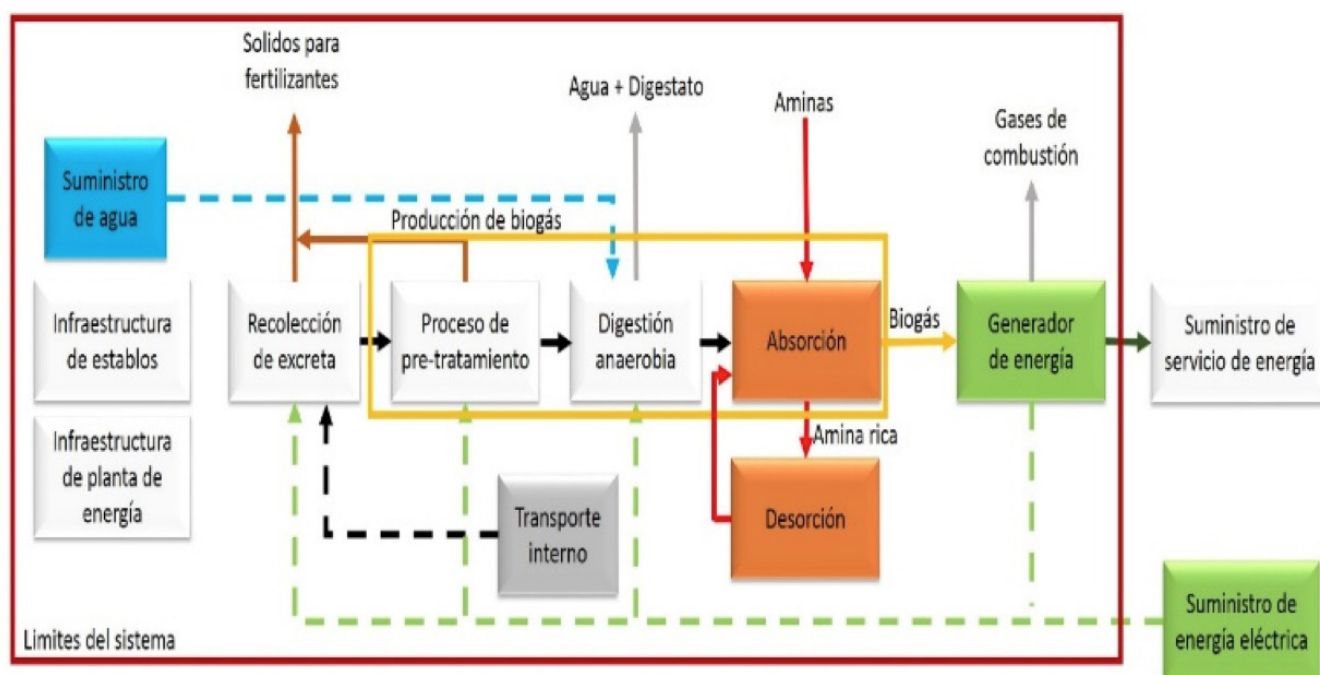 Solidos para
fertilizantes
Agua + Digestato
Aminas
Gases de
combustión
Suministro
de agua
Producción de biogás
Infraestructura
de establos
Recolección
de excreta
Proceso de
pre-tratamiento
Digestión
anaerobia
Absorción
Biogás
Generador
de energía
Suministro de
servicio de energía
Infraestructura
de planta de
energía
Amina rica
Transporte
interno
Desorción
Suministro de
energía eléctrica
Limites del sistema